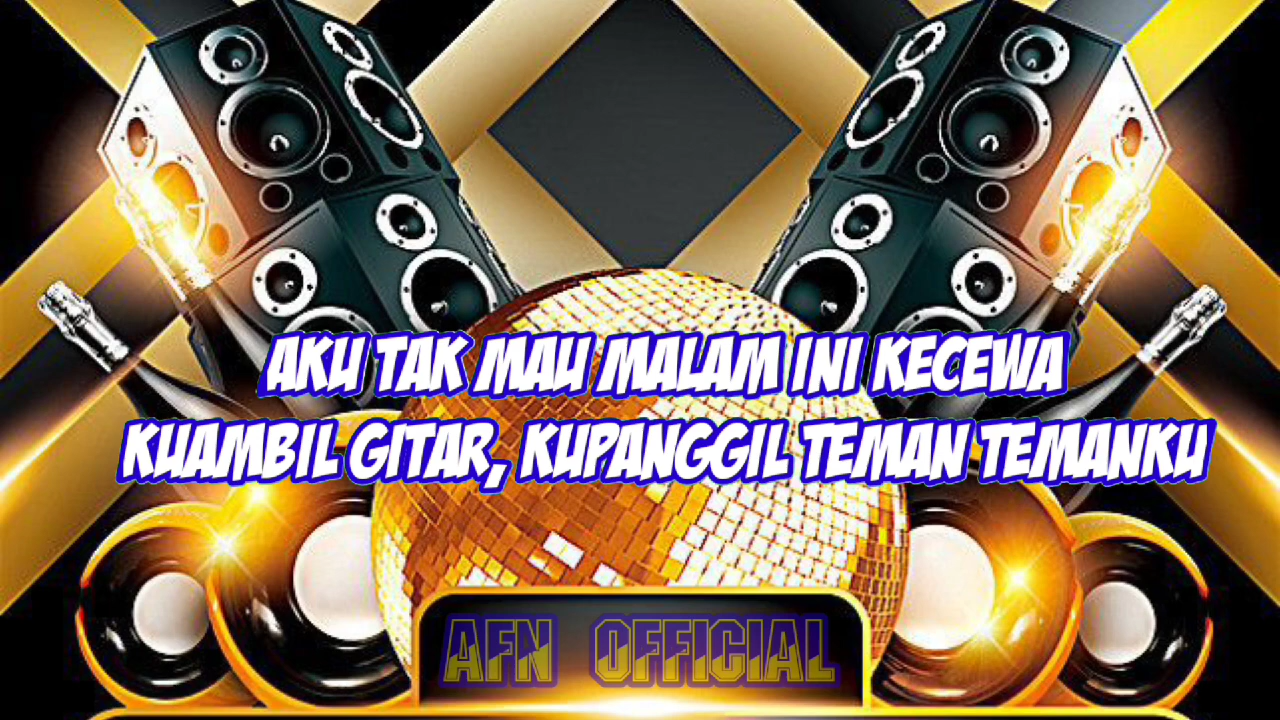 AKU TAK MAU MALAM INI KECEWA
KUAMBIL GITAR, KUPANGGIL TEMAN TEMANKU
AFN OFFICIAL